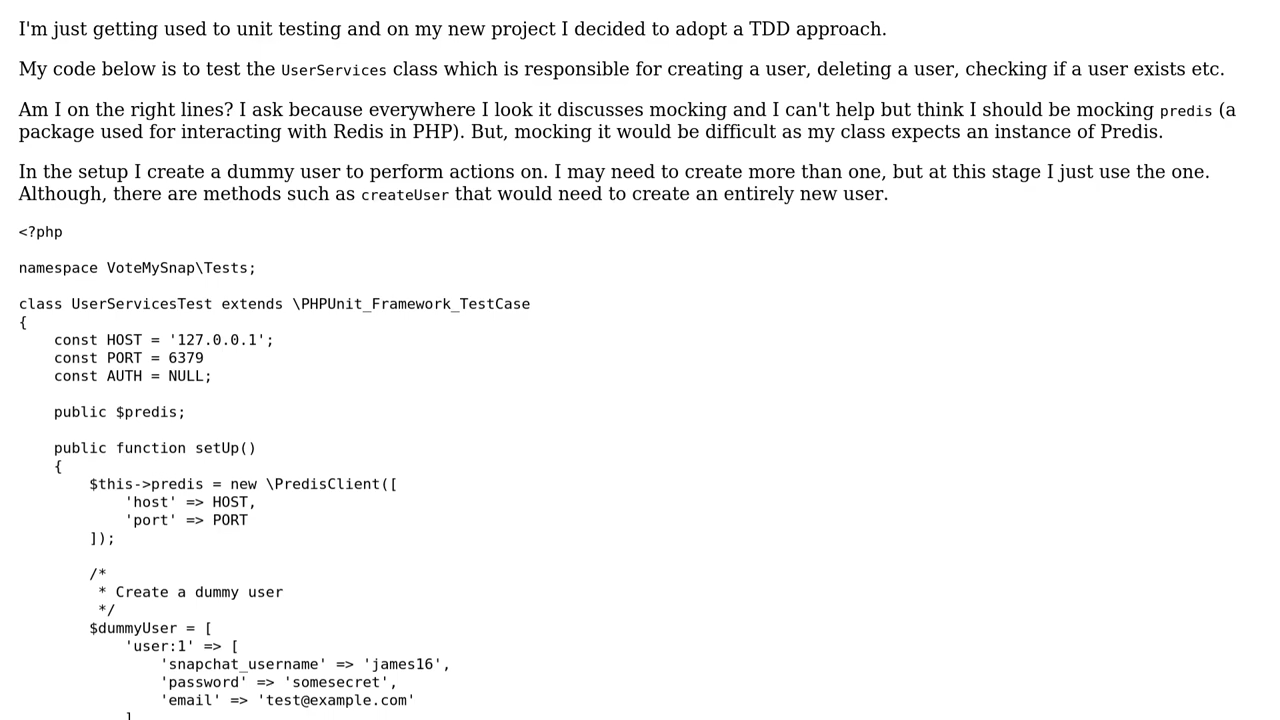 I'm just getting used to unit testing and on my new project I decided to adopt a TDD approach.
My code below is to test the UserServices class which is responsible for creating a user, deleting a user, checking if a user exists etc.
Am I on the right lines? I ask because everywhere I look it discusses mocking and I can't help but think I should be mocking predis (a
package used for interacting with Redis in PHP). But, mocking it would be difficult as my class expects an instance of Predis.
In the setup I create a dummy user to perform actions on. I may need to create more than one, but at this stage I just use the one.
Although, there are methods such as createUser that would need to create an entirely new user.
<?php
namespace VoteMySnap\Tests;
class UserServicesTest extends \PHPUnit_Framework_TestCase
{
    const HOST = '127.0.0.1';
    const PORT = 6379
    const AUTH = NULL;
    public $predis;
    public function setUp()
    {
        $this->predis = new \PredisClient([
            'host' => HOST,
            'port' => PORT
        ]);
        /*
         * Create a dummy user
         */
        $dummyUser = [
            'user:1' => [
                'snapchat_username' => 'james16',
                'password' => 'somesecret',
                'email' => 'test@example.com'
            ]